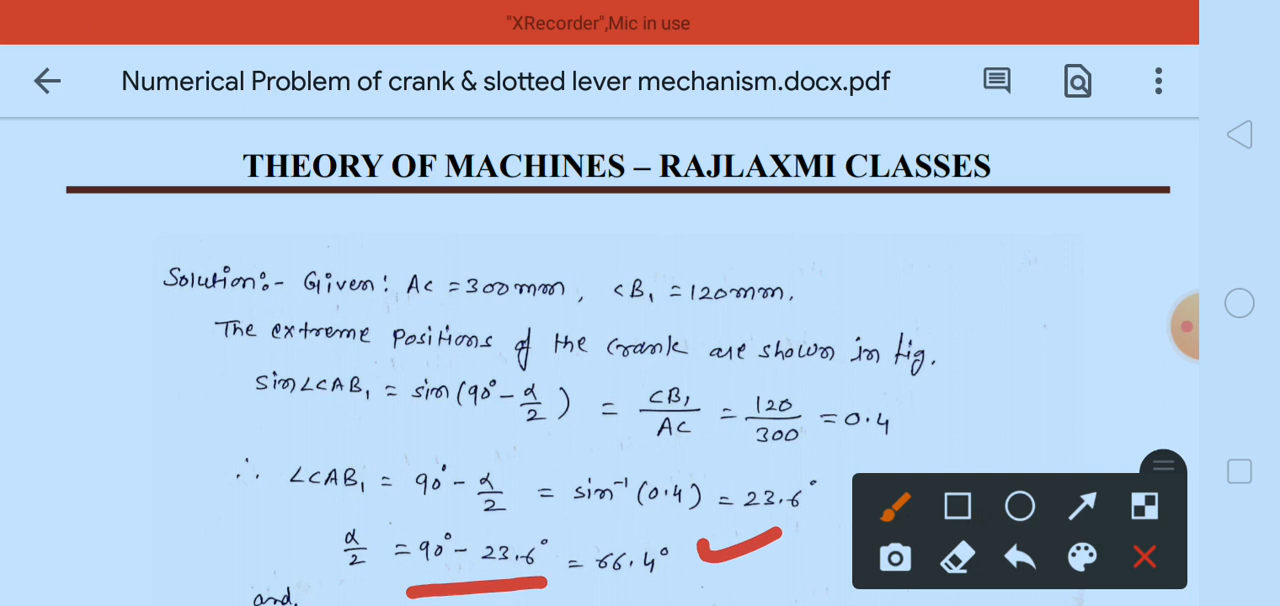 "XRecorder",Mic in use
Numerical Problem of crank & slotted lever mechanism.docx.pdf
THEORY OF MACHINES – RAJLAXMI CLASSES
Solution:- Given: AC = 300mm, CB₁ = 120mm.
The extreme positions of the crank are shown in fig.
sin∠CAB₁ = sin(90° - α/2) = CB₁/AC = 120/300 = 0.4
∴ ∠CAB₁ = 90° - α/2 = sin⁻¹(0.4) = 23.6°
α/2 = 90° - 23.6° = 66.4°
and.